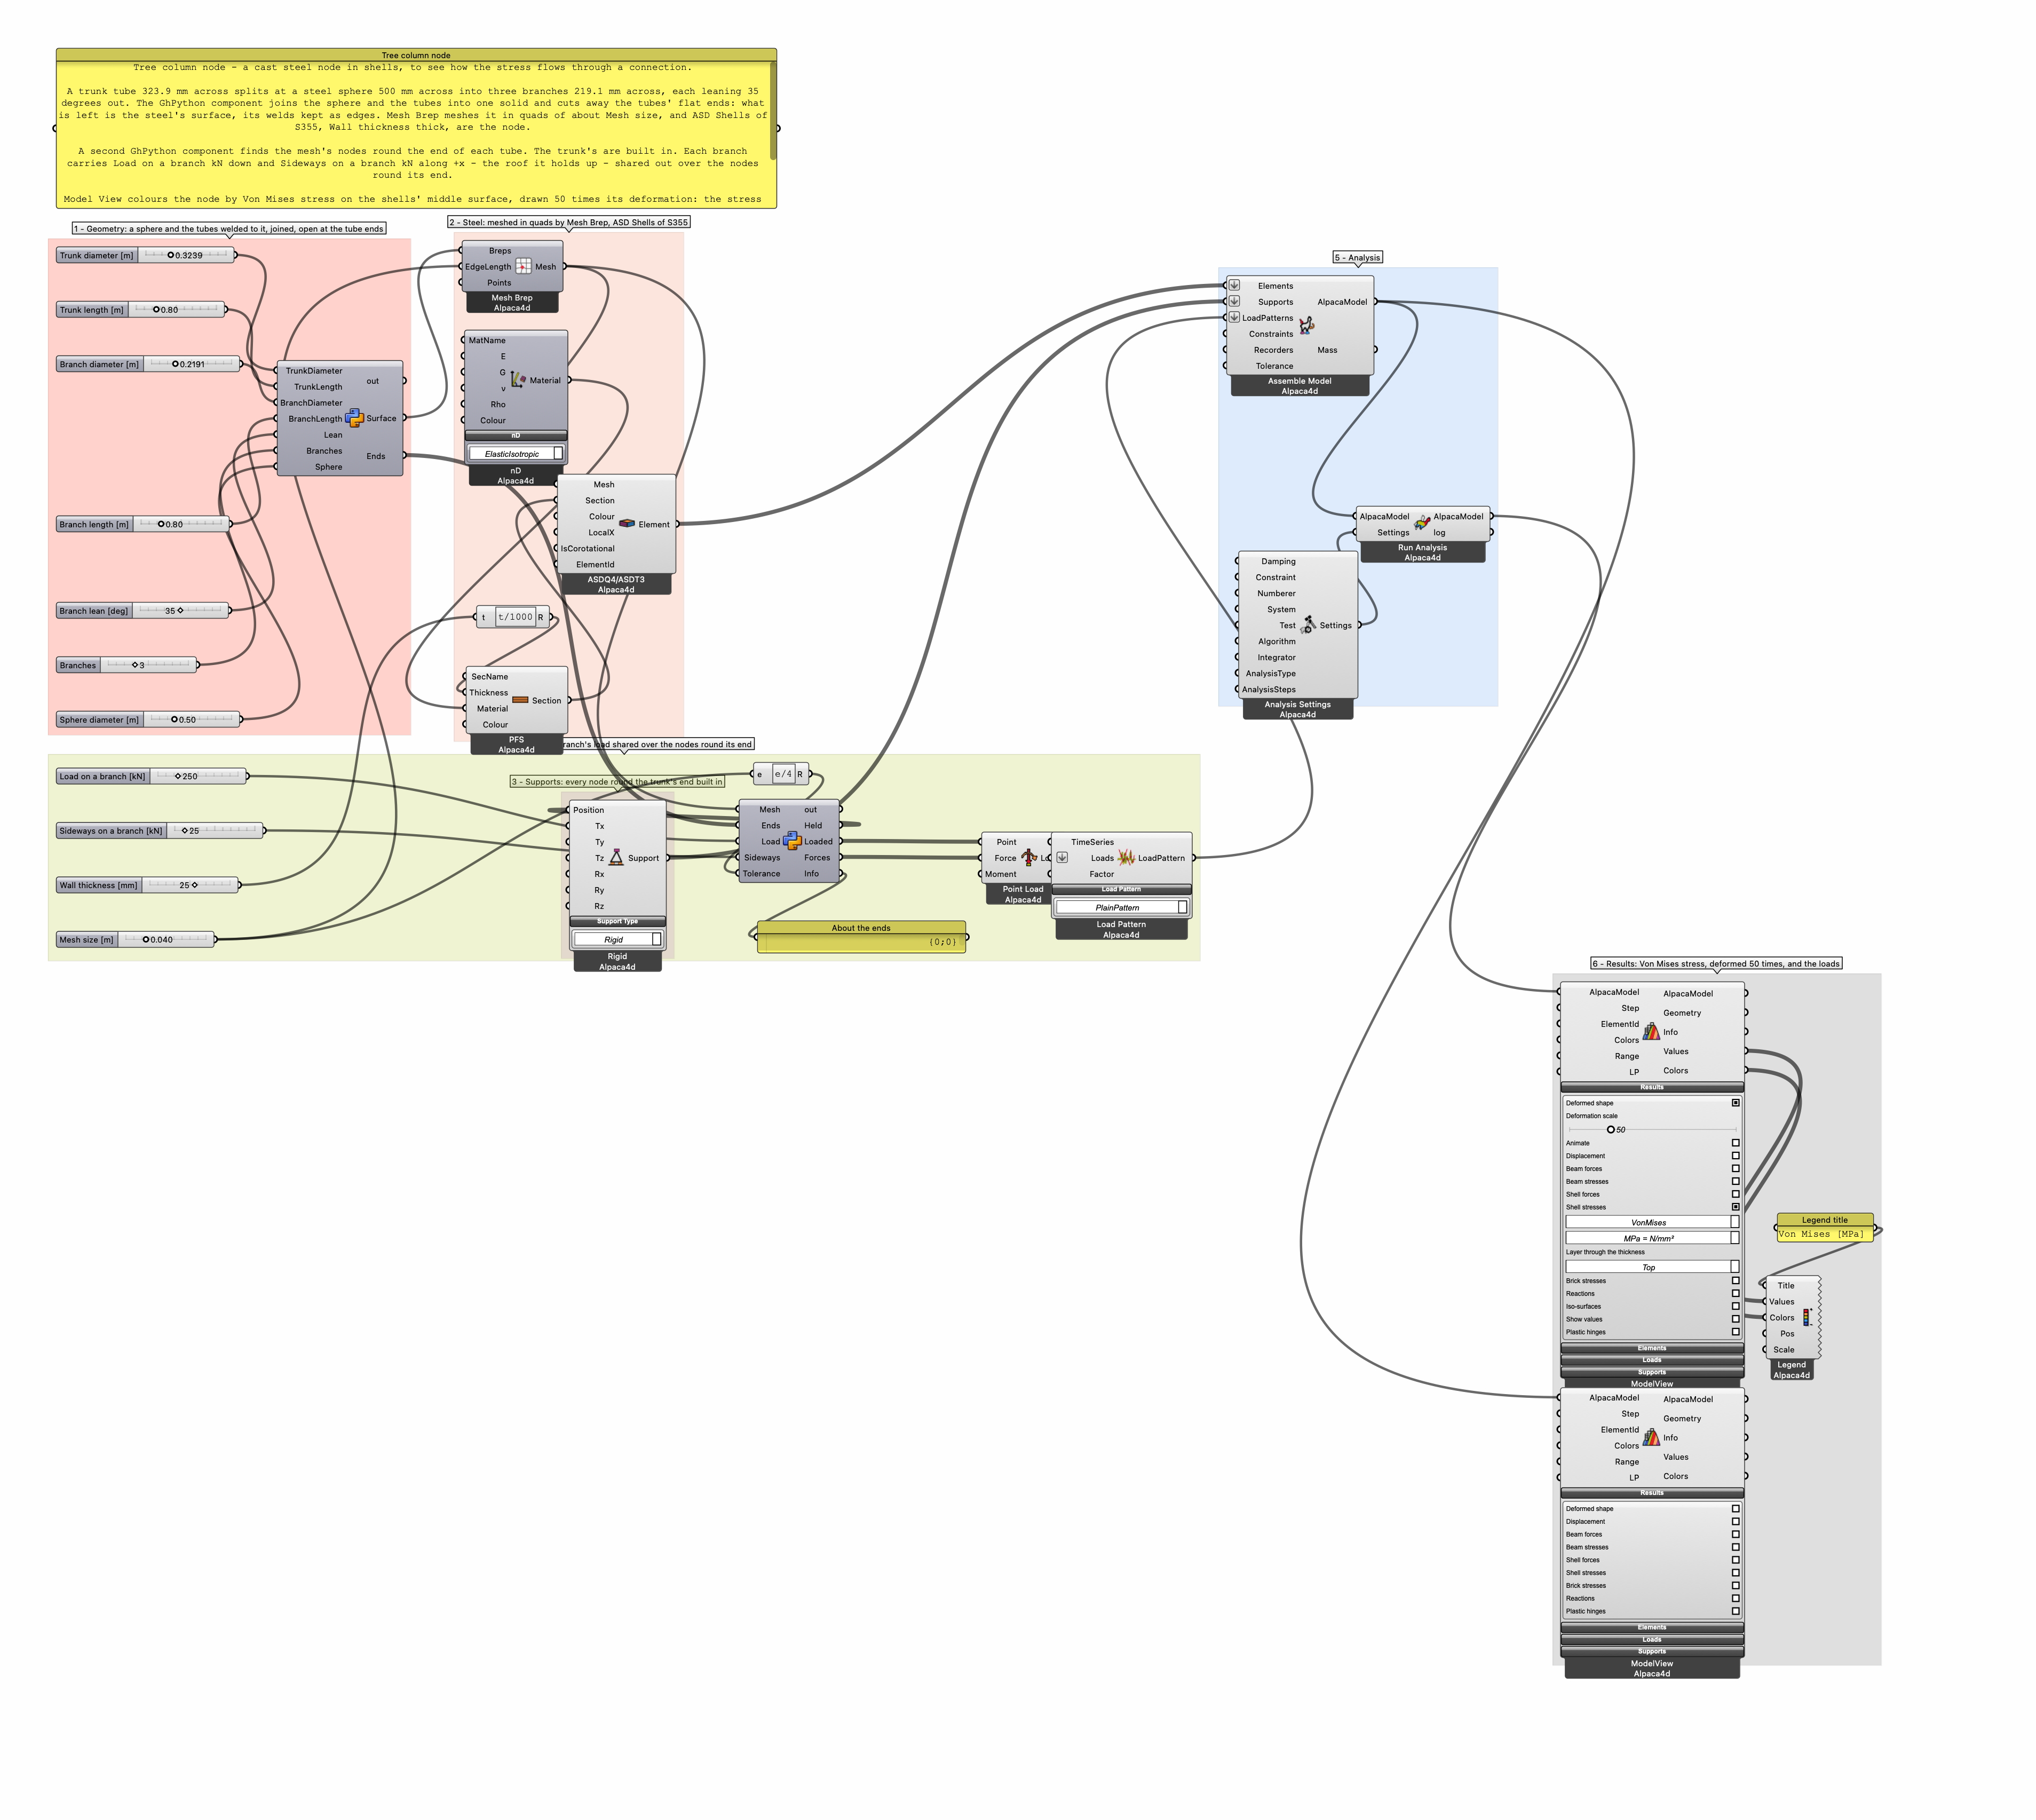 Tree column node
Tree column node - a cast steel node in shells, to see how the stress flows through a connection.
A trunk tube 323.9 mm across splits at a steel sphere 500 mm across into three branches 219.1 mm across, each leaning 35
degrees out. The GhPython component joins the sphere and the tubes into one solid and cuts away the tubes' flat ends: what
is left is the steel's surface, its welds kept as edges. Mesh Brep meshes it in quads of about Mesh size, and ASD Shells of
S355, Wall thickness thick, are the node.
A second GhPython component finds the mesh's nodes round the end of each tube. The trunk's are built in. Each branch
carries Load on a branch kN down and Sideways on a branch kN along +x - the roof it holds up - shared out over the nodes
round its end.
Model View colours the node by Von Mises stress on the shells' middle surface, drawn 50 times its deformation: the stress
1 - Geometry: a sphere and the tubes welded to it, joined, open at the tube ends
Trunk diameter [m] 0.3239
Trunk length [m] 0.80
Branch diameter [m] 0.2191
Branch length [m] 0.80
Branch lean [deg] 35
Branches 3
Sphere diameter [m] 0.50
TrunkDiameter
TrunkLength
BranchDiameter
BranchLength
Lean
Branches
Sphere
out
Surface
Ends
2 - Steel: meshed in quads by Mesh Brep, ASD Shells of S355
Breps
EdgeLength
Points
Mesh
Mesh Brep
Alpaca4d
MatName
E
G
ν
Rho
Colour
Material
nD
ElasticIsotropic
nD
Alpaca4d
Mesh
Section
Colour
LocalX
IsCorotational
ElementId
Element
ASDQ4/ASDT3
Alpaca4d
t t/1000 R
SecName
Thickness
Material
Colour
Section
PFS
Alpaca4d
ranch's load shared over the nodes round its end
Load on a branch [kN] 250
Sideways on a branch [kN] 25
Wall thickness [mm] 25
Mesh size [m] 0.040
3 - Supports: every node round the trunk's end built in
Position
Tx
Ty
Tz
Rx
Ry
Rz
Support
Support Type
Rigid
Rigid
Alpaca4d
e e/4 R
Mesh
Ends
Load
Sideways
Tolerance
out
Held
Loaded
Forces
Info
About the ends
{0;0}
Point
Force
Moment
Lo
Point Load
Alpaca4d
TimeSeries
Loads
Factor
LoadPattern
Load Pattern
PlainPattern
Load Pattern
Alpaca4d
5 - Analysis
Elements
Supports
LoadPatterns
Constraints
Recorders
Tolerance
AlpacaModel
Mass
Assemble Model
Alpaca4d
AlpacaModel
Settings
AlpacaModel
log
Run Analysis
Alpaca4d
Damping
Constraint
Numberer
System
Test
Algorithm
Integrator
AnalysisType
AnalysisSteps
Settings
Analysis Settings
Alpaca4d
6 - Results: Von Mises stress, deformed 50 times, and the loads
AlpacaModel
Step
ElementId
Colors
Range
LP
AlpacaModel
Geometry
Info
Values
Colors
Results
Deformed shape
Deformation scale
50
Animate
Displacement
Beam forces
Beam stresses
Shell forces
Shell stresses
VonMises
MPa = N/mm²
Layer through the thickness
Top
Brick stresses
Reactions
Iso-surfaces
Show values
Plastic hinges
Elements
Loads
Supports
ModelView
Legend title
Von Mises [MPa]
Title
Values
Colors
Pos
Scale
Legend
Alpaca4d
AlpacaModel
Step
ElementId
Colors
Range
LP
AlpacaModel
Geometry
Info
Values
Colors
Results
Deformed shape
Displacement
Beam forces
Beam stresses
Shell forces
Shell stresses
Brick stresses
Reactions
Plastic hinges
Elements
Loads
Supports
ModelView
Alpaca4d